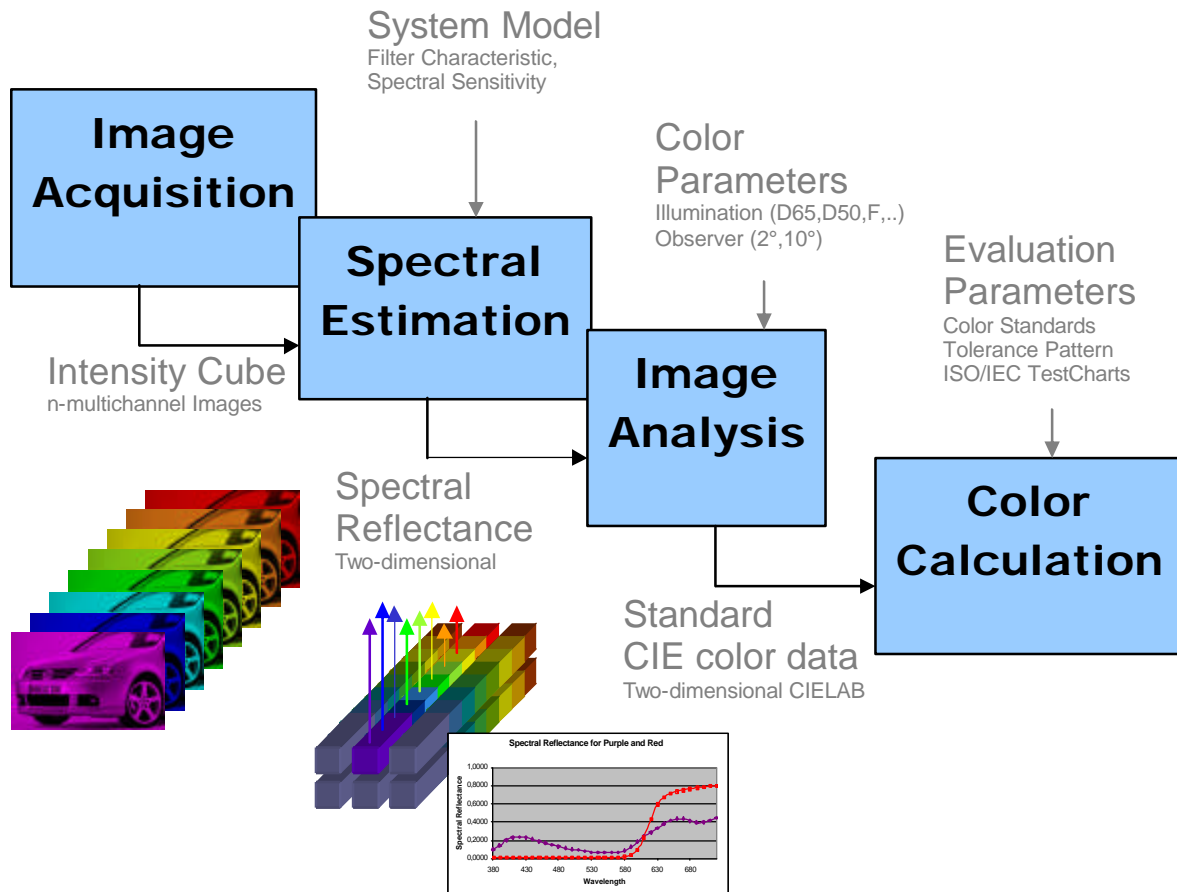 System Model
Filter Characteristic,
Spectral Sensitivity
Image
Acquisition
Color
Parameters
Illumination (D65,D50,F,..)
Observer (2°,10°)
Spectral
Estimation
Evaluation
Parameters
Color Standards
Tolerance Pattern
ISO/IEC TestCharts
Intensity Cube
n-multichannel Images
Image
Analysis
Spectral
Reflectance
Two-dimensional
Color
Calculation
Standard
CIE color data
Two-dimensional CIELAB
Spectral Reflectance for Purple and Red
Spectral Reflectance
1,0000
0,8000
0,6000
0,4000
0,2000
0,0000
380 430 480 530 580 630 680
Wavelength